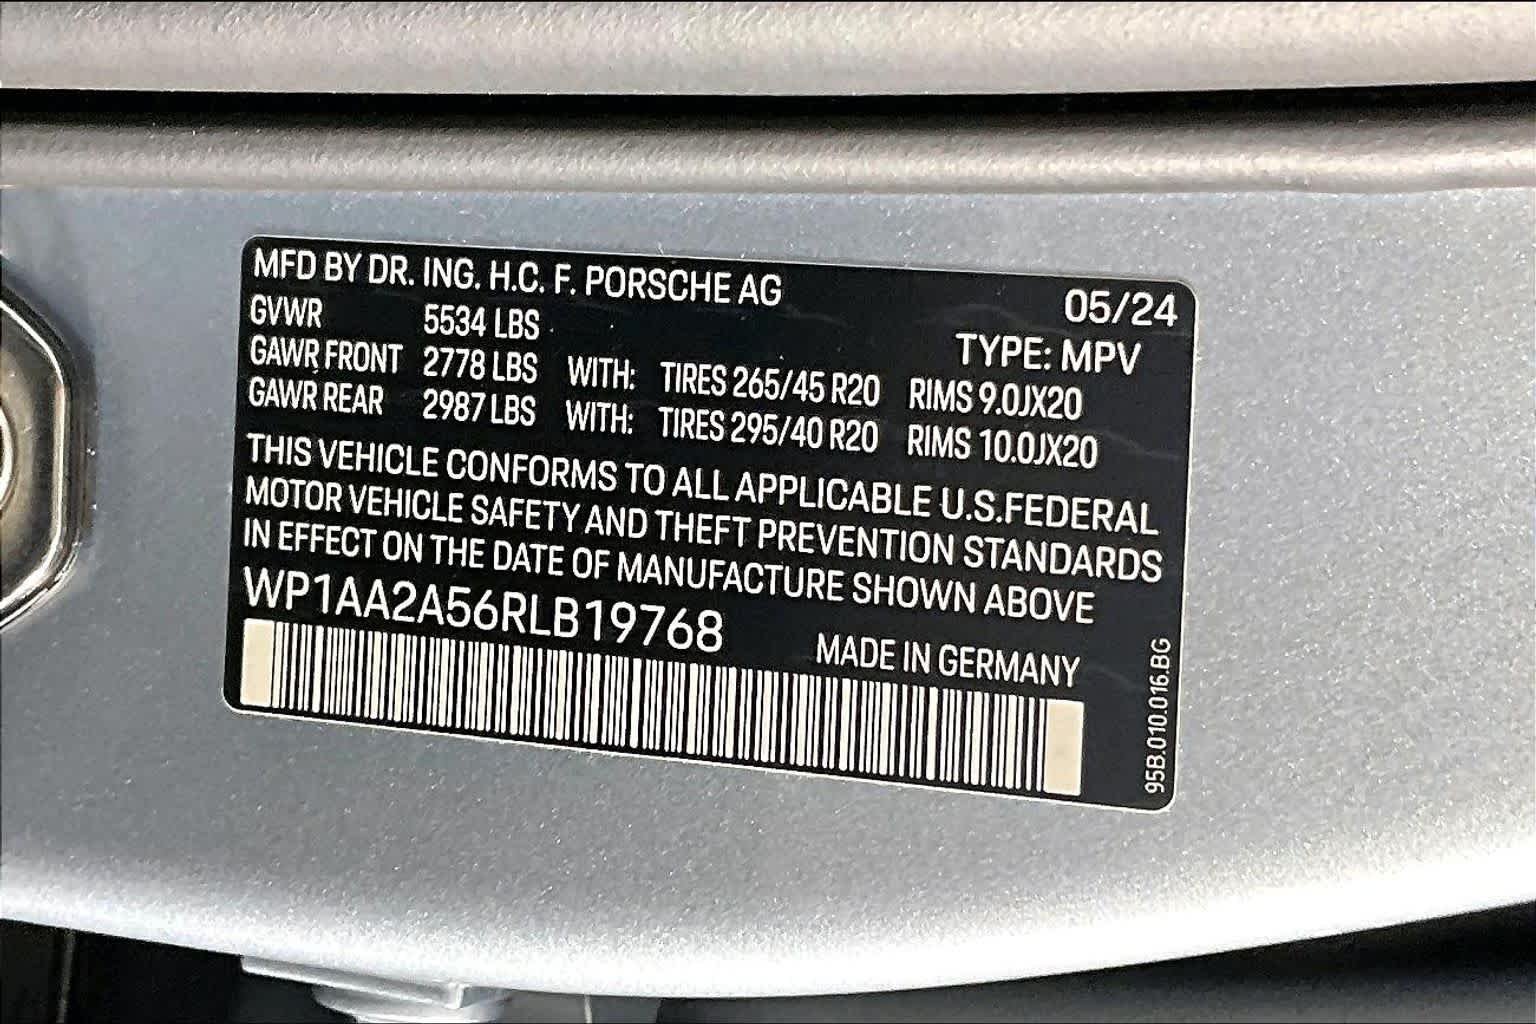 MFD BY DR. ING. H.C. F. PORSCHE AG
05/24
GVWR 5534 LBS
TYPE: MPV
GAWR FRONT 2778 LBS WITH: TIRES 265/45 R20 RIMS 9.0JX20
GAWR REAR 2987 LBS WITH: TIRES 295/40 R20 RIMS 10.0JX20
THIS VEHICLE CONFORMS TO ALL APPLICABLE U.S.FEDERAL
MOTOR VEHICLE SAFETY AND THEFT PREVENTION STANDARDS
IN EFFECT ON THE DATE OF MANUFACTURE SHOWN ABOVE
WP1AA2A56RLB19768
MADE IN GERMANY
95B.010.016.BG